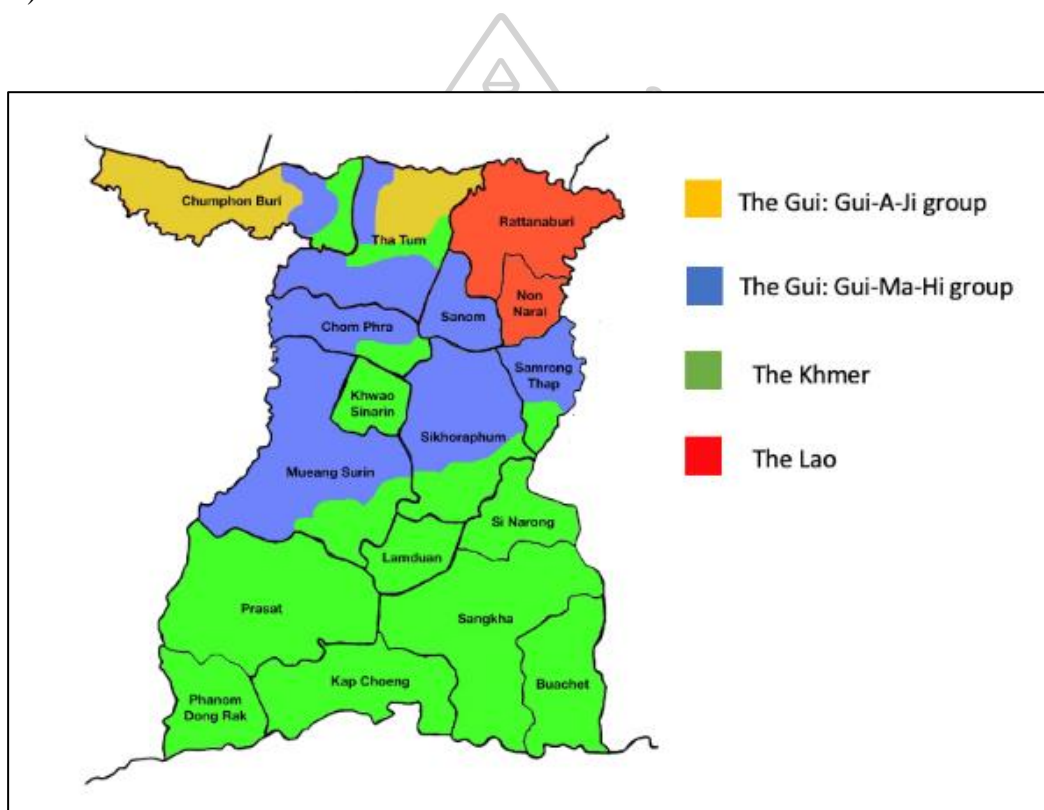 Chumphon Buri
Tha Tum
Rattanaburi
Non
Narai
Sanom
Chom Phra
Samrong
Thap
Khwao
Sinarin
Sikhoraphum
Mueang Surin
Si Narong
Lamduan
Prasat
Sangkha
Kap Choeng
Buachet
Phanom
Dong Rak
The Gui: Gui-A-Ji group
The Gui: Gui-Ma-Hi group
The Khmer
The Lao